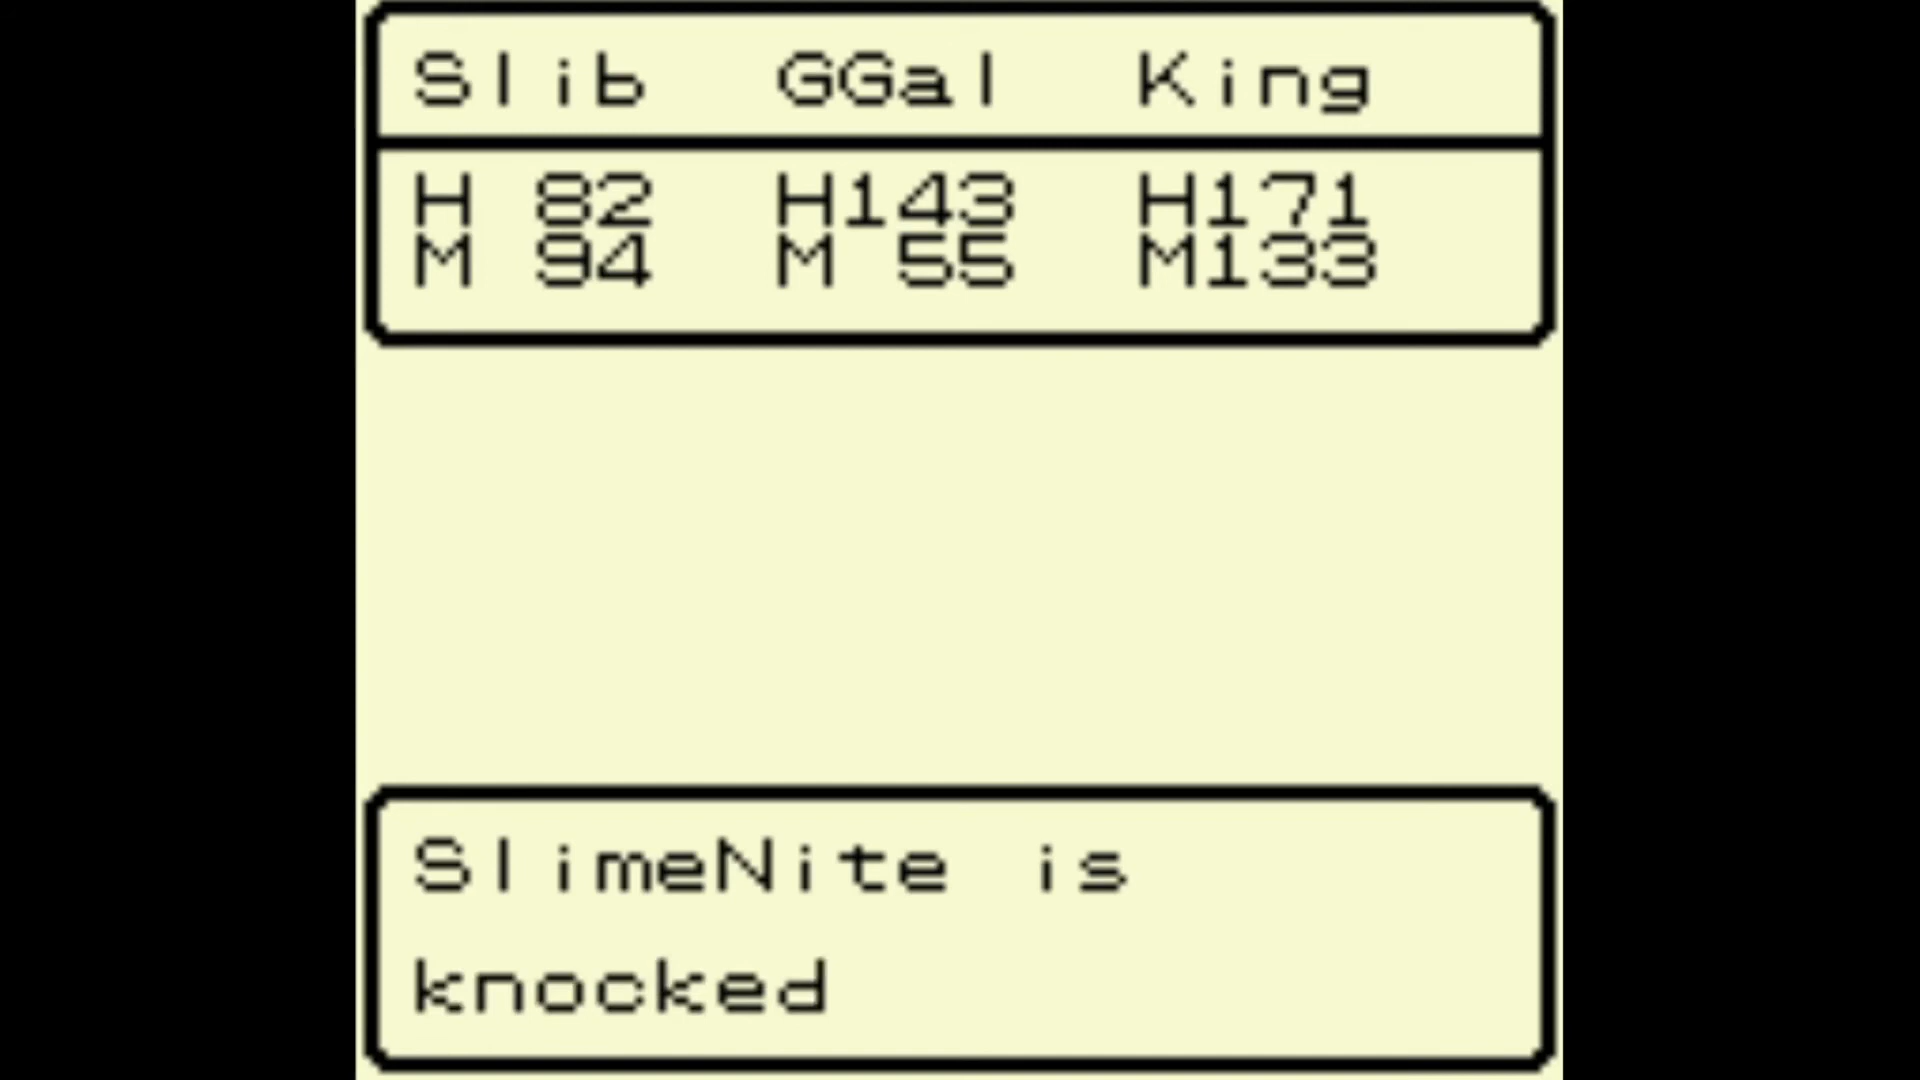 Slib GGal King
H 82 H143 H171
M 94 M 55 M133
SlimeNite is
knocked